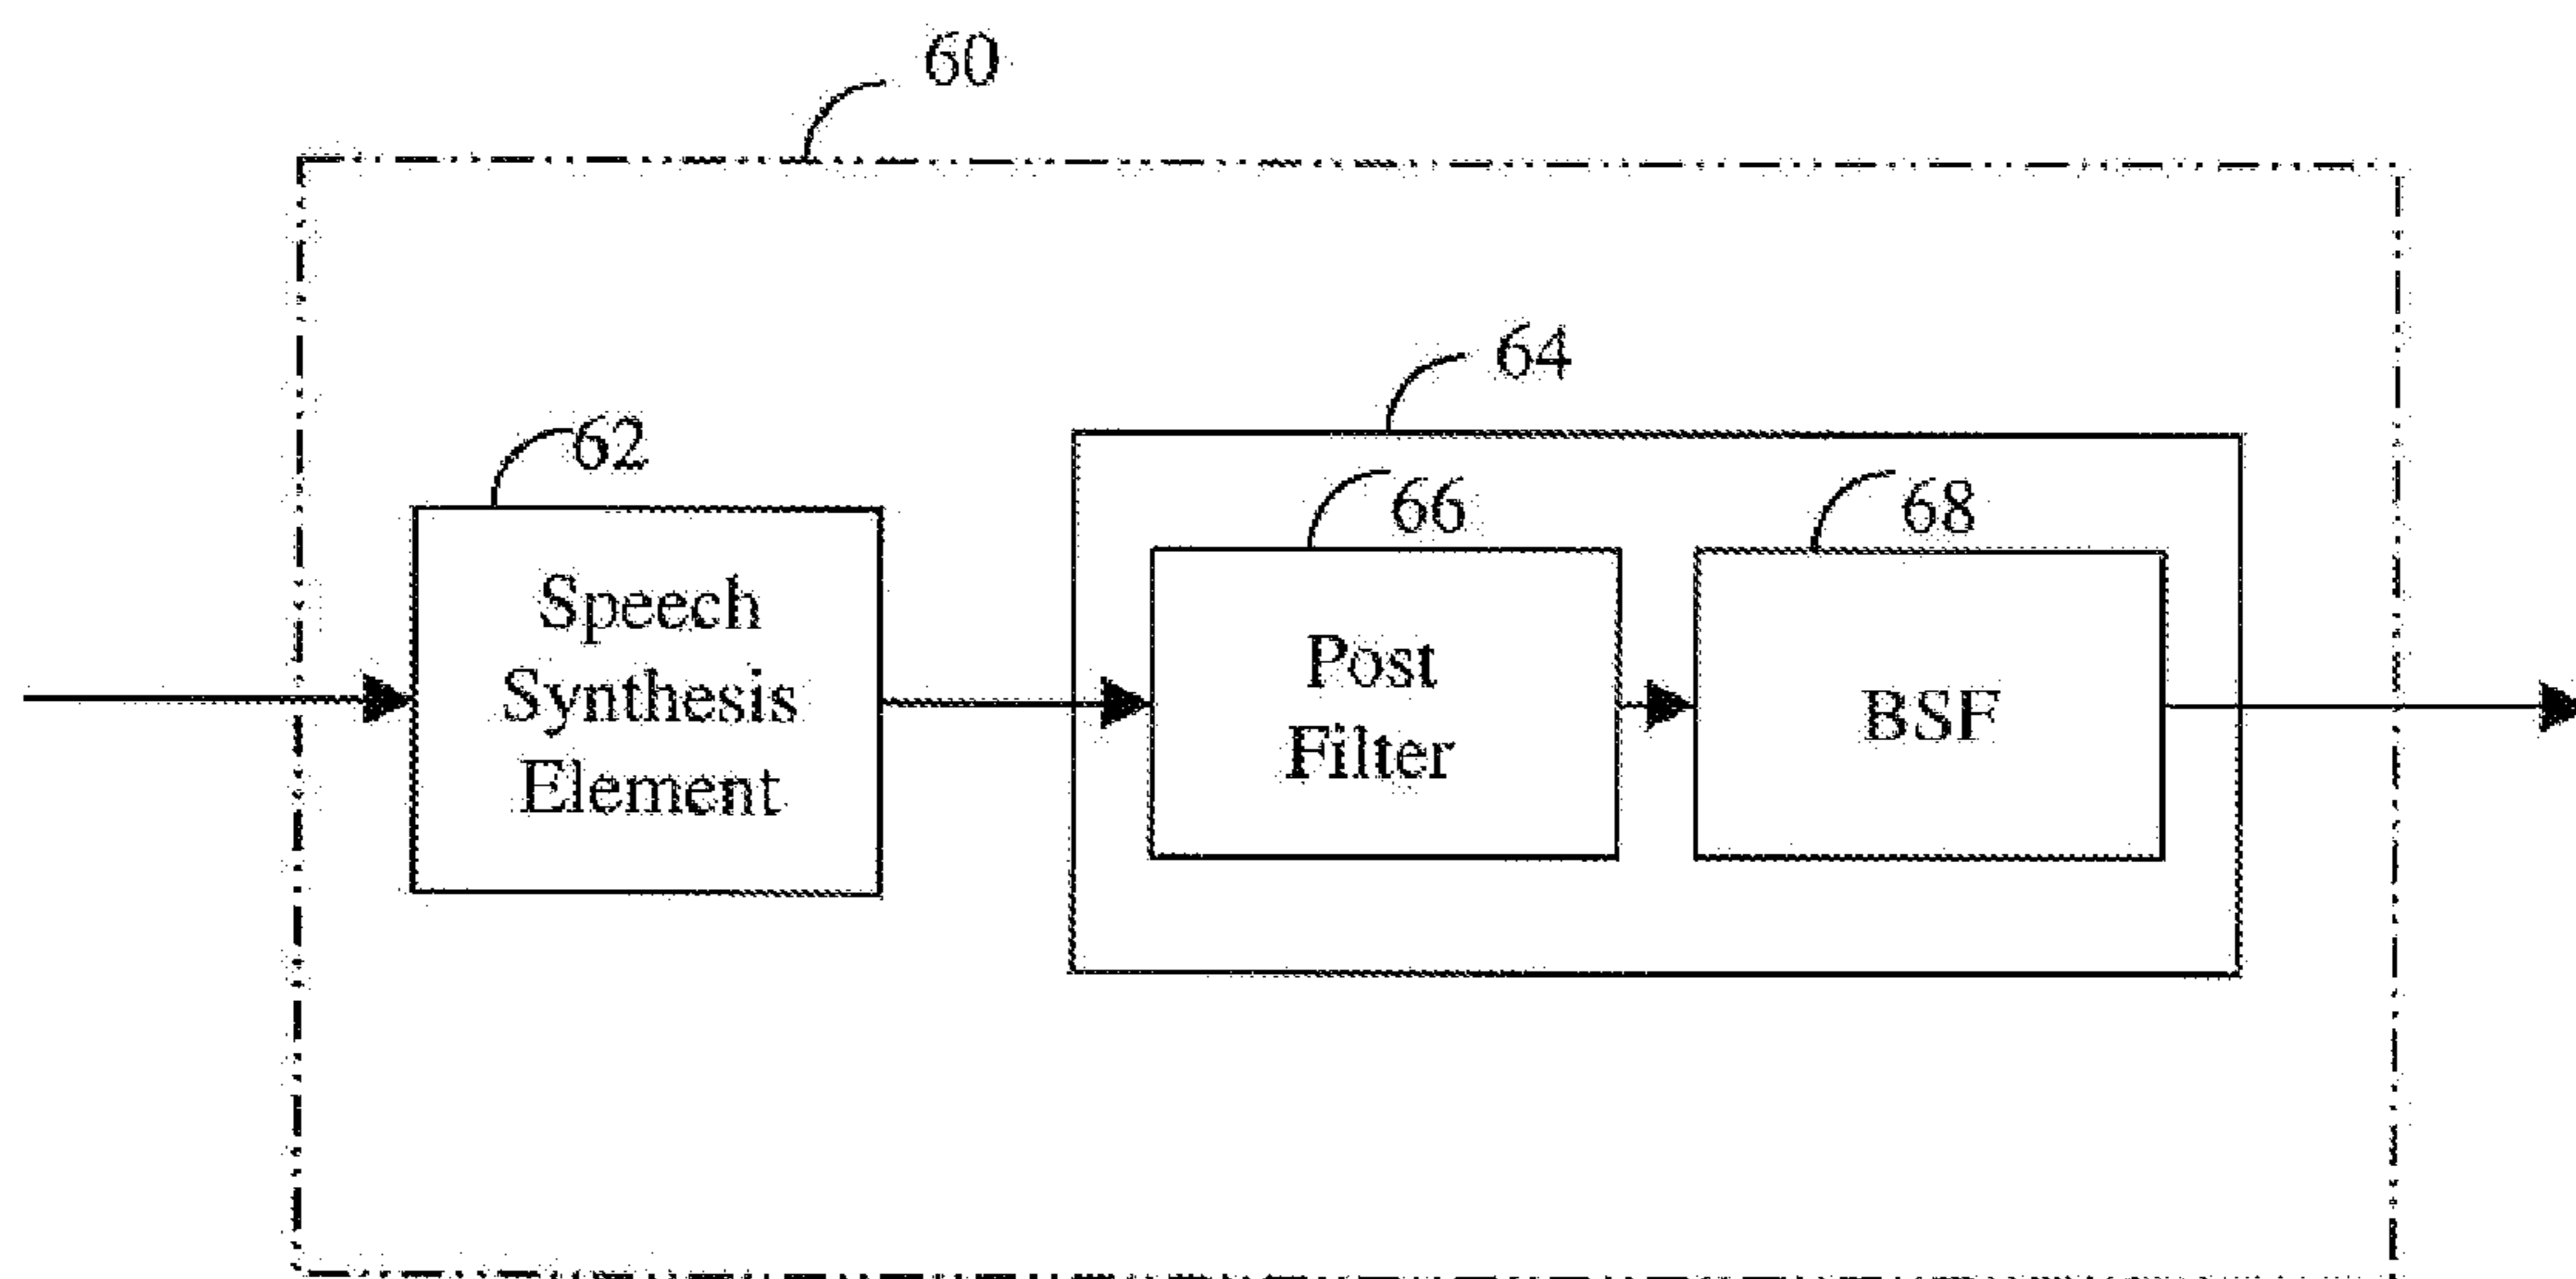 60
64
62
66
68
Speech
Synthesis
Element
Post
Filter
BSF